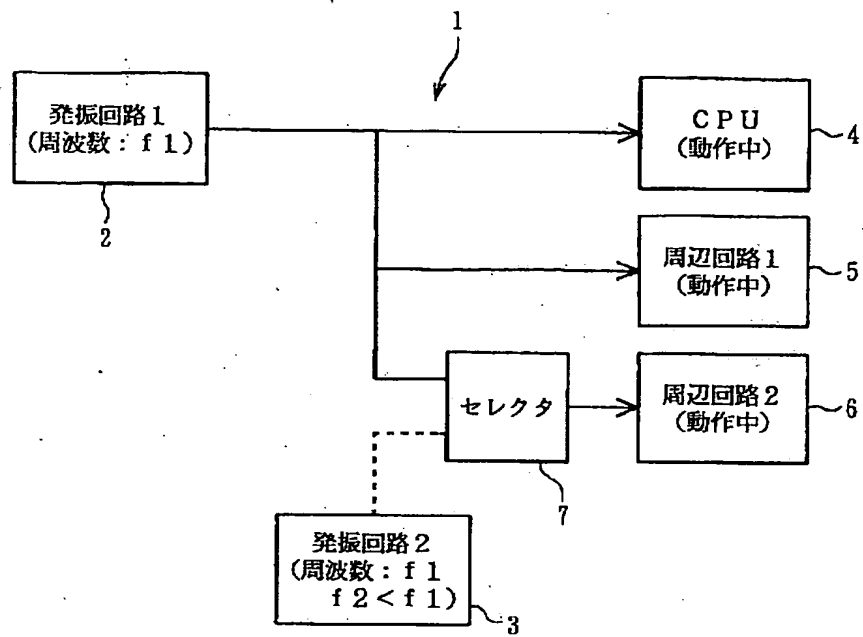 1
発振回路1
(周波数:f1)
2
CPU
(動作中)
4
周辺回路1
(動作中)
5
セレクタ
7
周辺回路2
(動作中)
6
発振回路2
(周波数:f1
f2<f1)
3